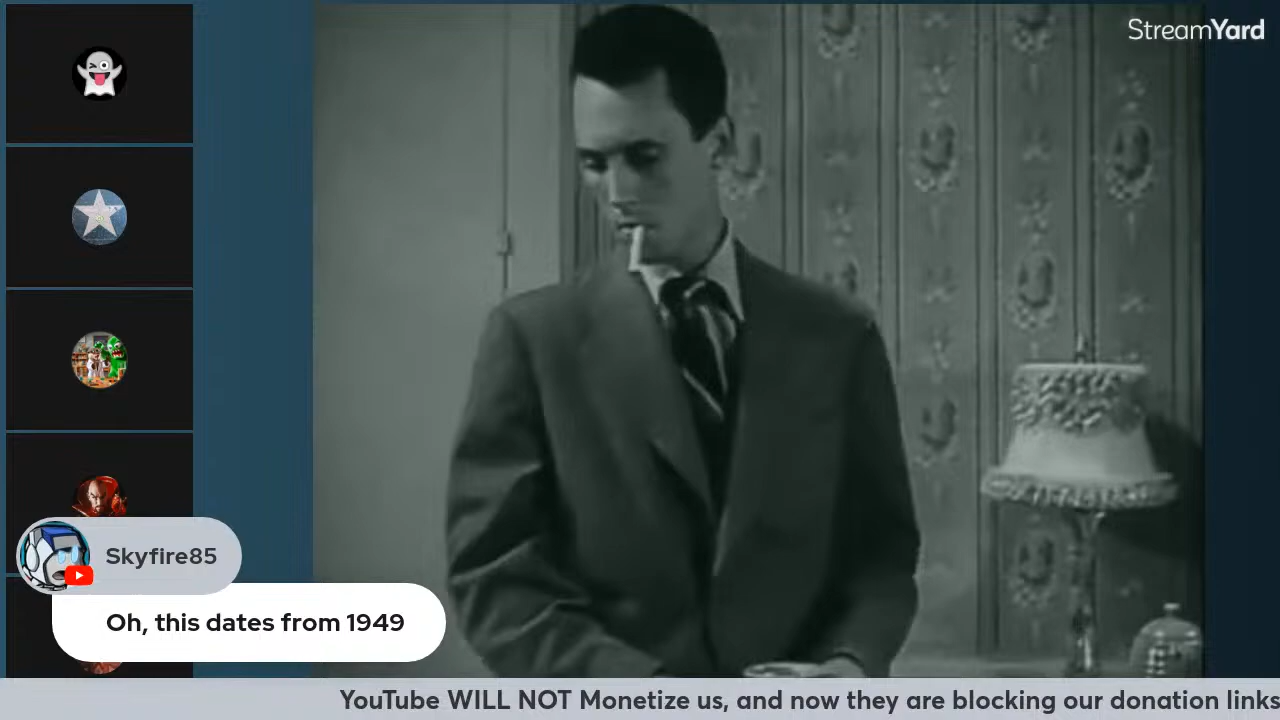 StreamYard
Skyfire85
Oh, this dates from 1949
YouTube WILL NOT Monetize us, and now they are blocking our donation links